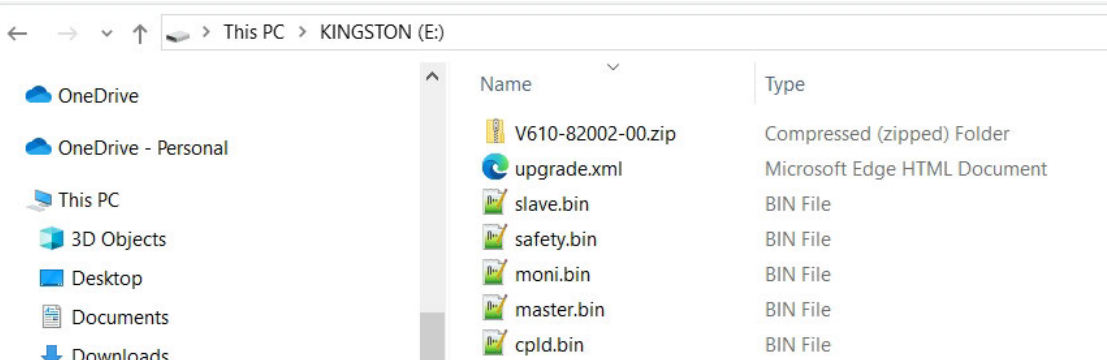 This PC > KINGSTON (E:)
OneDrive
OneDrive - Personal
This PC
3D Objects
Desktop
Documents
Downloads
Name Type
V610-82002-00.zip Compressed (zipped) Folder
upgrade.xml Microsoft Edge HTML Document
slave.bin BIN File
safety.bin BIN File
moni.bin BIN File
master.bin BIN File
cpld.bin BIN File